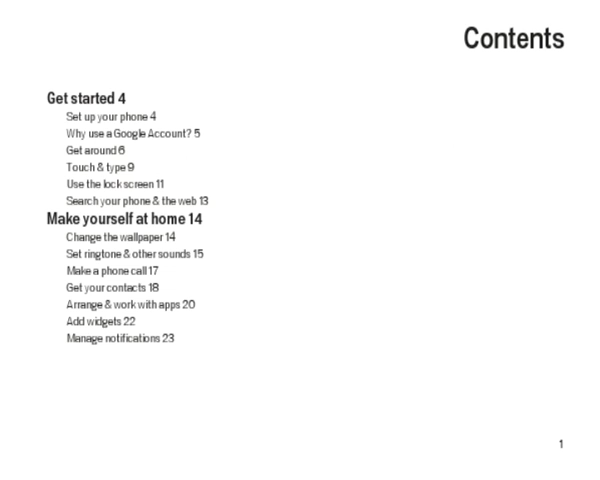 Contents
Get started 4
Set up your phone 4
Why use a Google Account? 5
Get around 6
Touch & type 9
Use the lock screen 11
Search your phone & the web 13
Make yourself at home 14
Change the wallpaper 14
Set ringtone & other sounds 15
Make a phone call 17
Get your contacts 18
Arrange & work with apps 20
Add widgets 22
Manage notifications 23
1